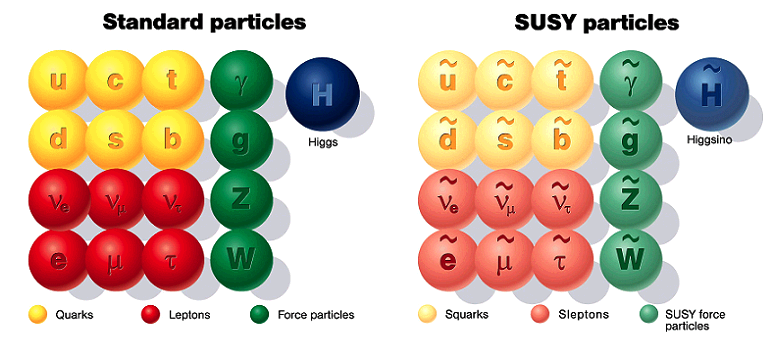 Standard particles
SUSY particles
u c t γ H
d s b g
Higgs
νe νμ ντ Z
e μ τ W
Quarks
Leptons
Force particles
ũ c̃ t̃ γ̃ H̃
d̃ s̃ b̃ g̃
Higgsino
ν̃e ν̃μ ν̃τ Z̃
ẽ μ̃ τ̃ W̃
Squarks
Sleptons
SUSY force
particles